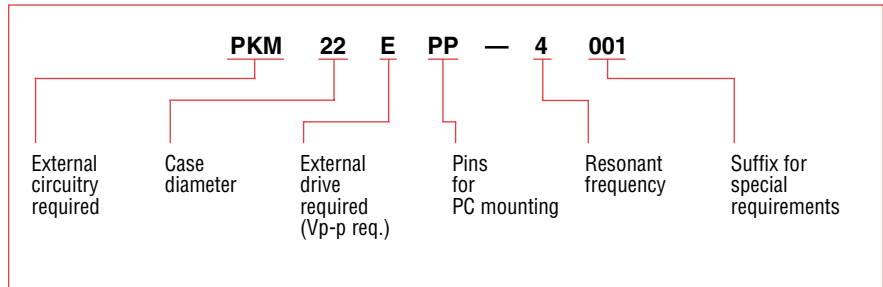 PKM 22 E PP — 4 001
External
circuitry
required
Case
diameter
External
drive
required
(Vp-p req.)
Pins
for
PC mounting
Resonant
frequency
Suffix for
special
requirements